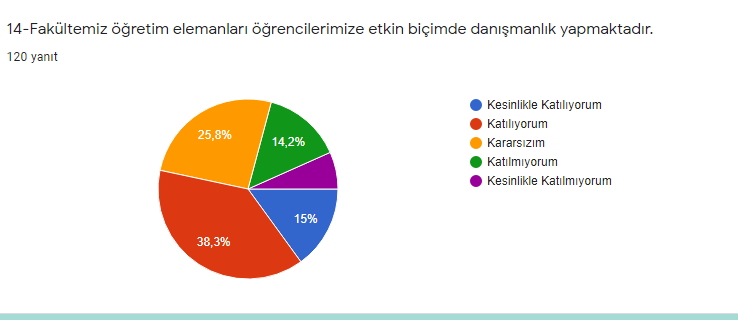 14-Fakültemiz öğretim elemanları öğrencilerimize etkin biçimde danışmanlık yapmaktadır.
120 yanıt
25,8%
14,2%
15%
38,3%
Kesinlikle Katılıyorum
Katılıyorum
Kararsızım
Katılmıyorum
Kesinlikle Katılmıyorum